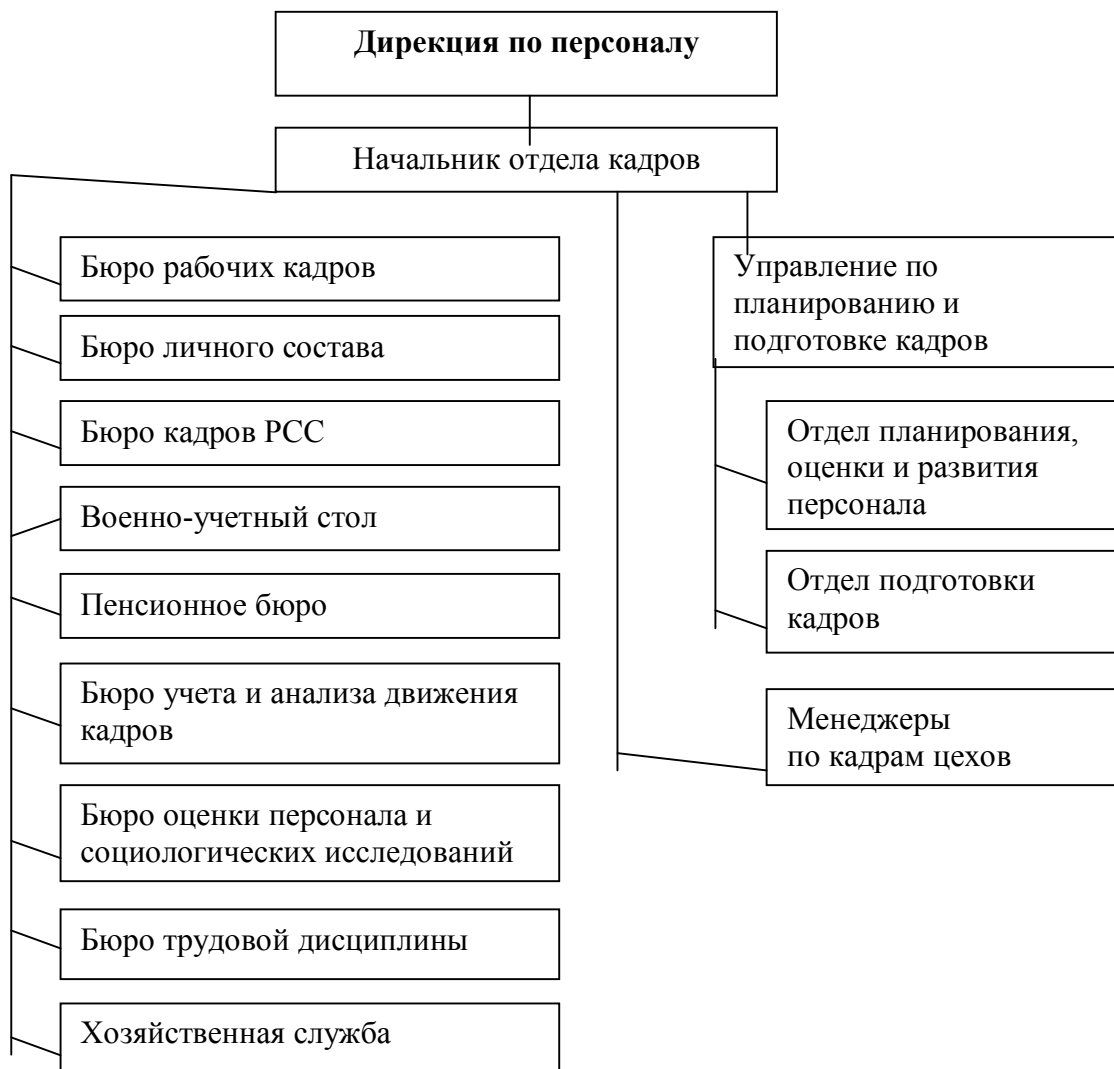 Дирекция по персоналу
Начальник отдела кадров
Бюро рабочих кадров
Бюро личного состава
Бюро кадров РСС
Военно-учетный стол
Пенсионное бюро
Бюро учета и анализа движения
кадров
Бюро оценки персонала и
социологических исследований
Бюро трудовой дисциплины
Хозяйственная служба
Управление по
планированию и
подготовке кадров
Отдел планирования,
оценки и развития
персонала
Отдел подготовки
кадров
Менеджеры
по кадрам цехов